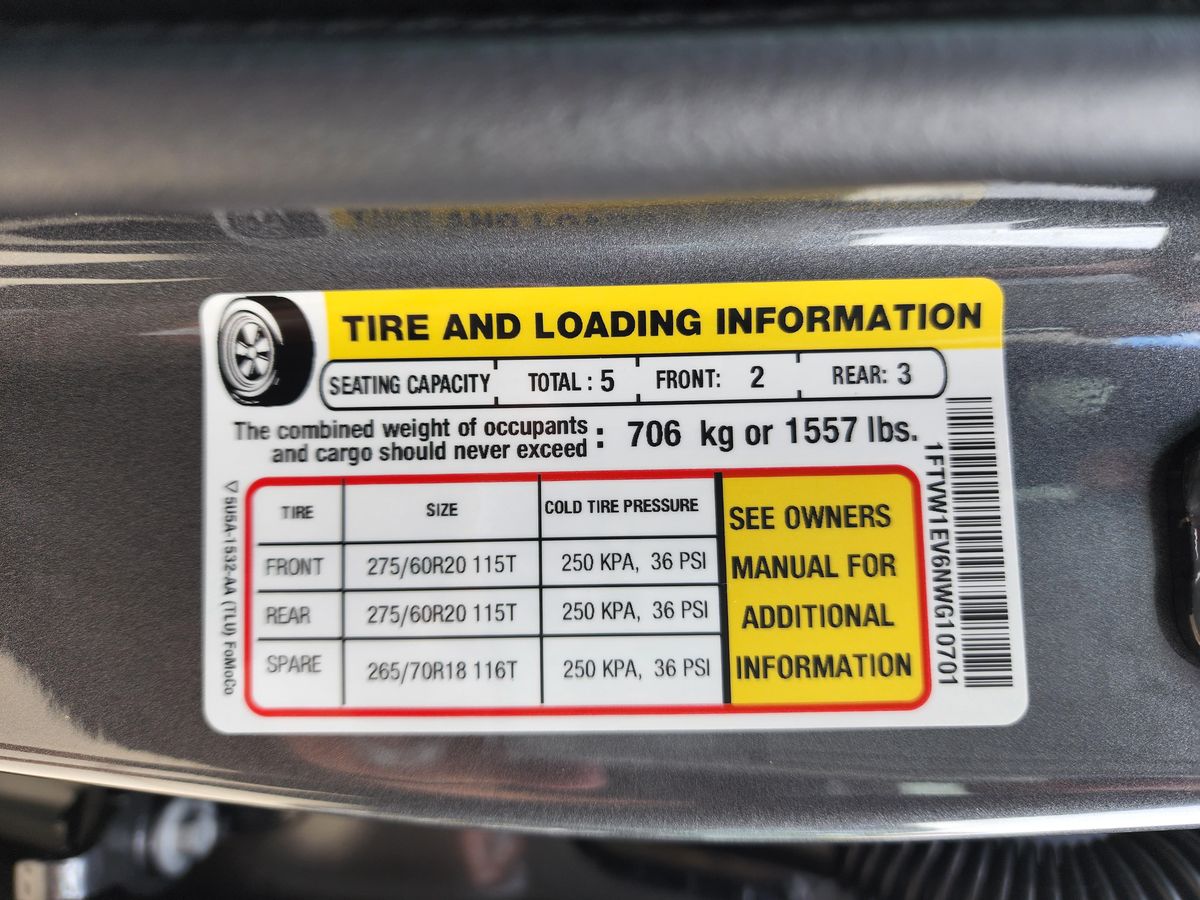 TIRE AND LOADING INFORMATION
SEATING CAPACITY TOTAL : 5 FRONT: 2 REAR: 3
The combined weight of occupants
and cargo should never exceed : 706 kg or 1557 lbs.
TIRE SIZE COLD TIRE PRESSURE
FRONT 275/60R20 115T 250 KPA, 36 PSI
REAR 275/60R20 115T 250 KPA, 36 PSI
SPARE 265/70R18 116T 250 KPA, 36 PSI
SEE OWNERS
MANUAL FOR
ADDITIONAL
INFORMATION
1FTVW1EV6NWG10701
5U5A-1532-AA (TLU) FoMoCo